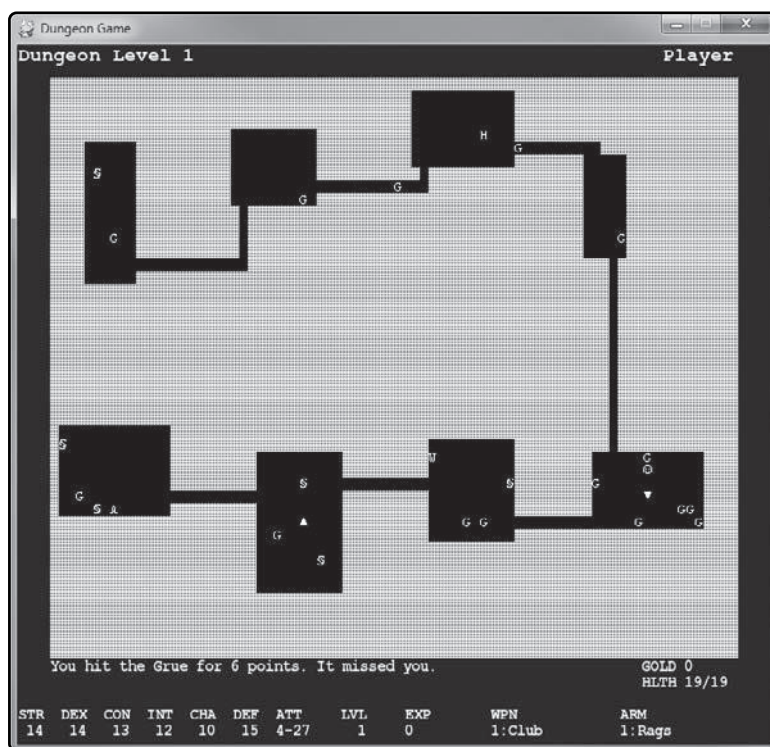 Dungeon Game
Dungeon Level 1 Player
H
G
S
G
G
G G
S
G
S S G
G
S GG
G G G G
G
S
You hit the Grue for 6 points. It missed you. GOLD 0
HLTH 19/19
STR DEX CON INT CHA DEF ATT LVL EXP WPN ARM
14 14 13 12 10 15 4-27 1 0 1:Club 1:Rags